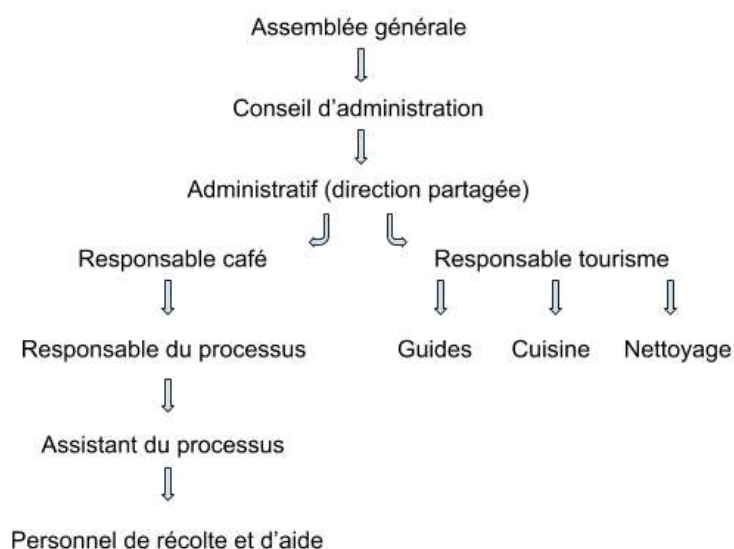 Assemblée générale
Conseil d'administration
Administratif (direction partagée)
Responsable café
Responsable tourisme
Responsable du processus
Guides
Cuisine
Nettoyage
Assistant du processus
Personnel de récolte et d'aide